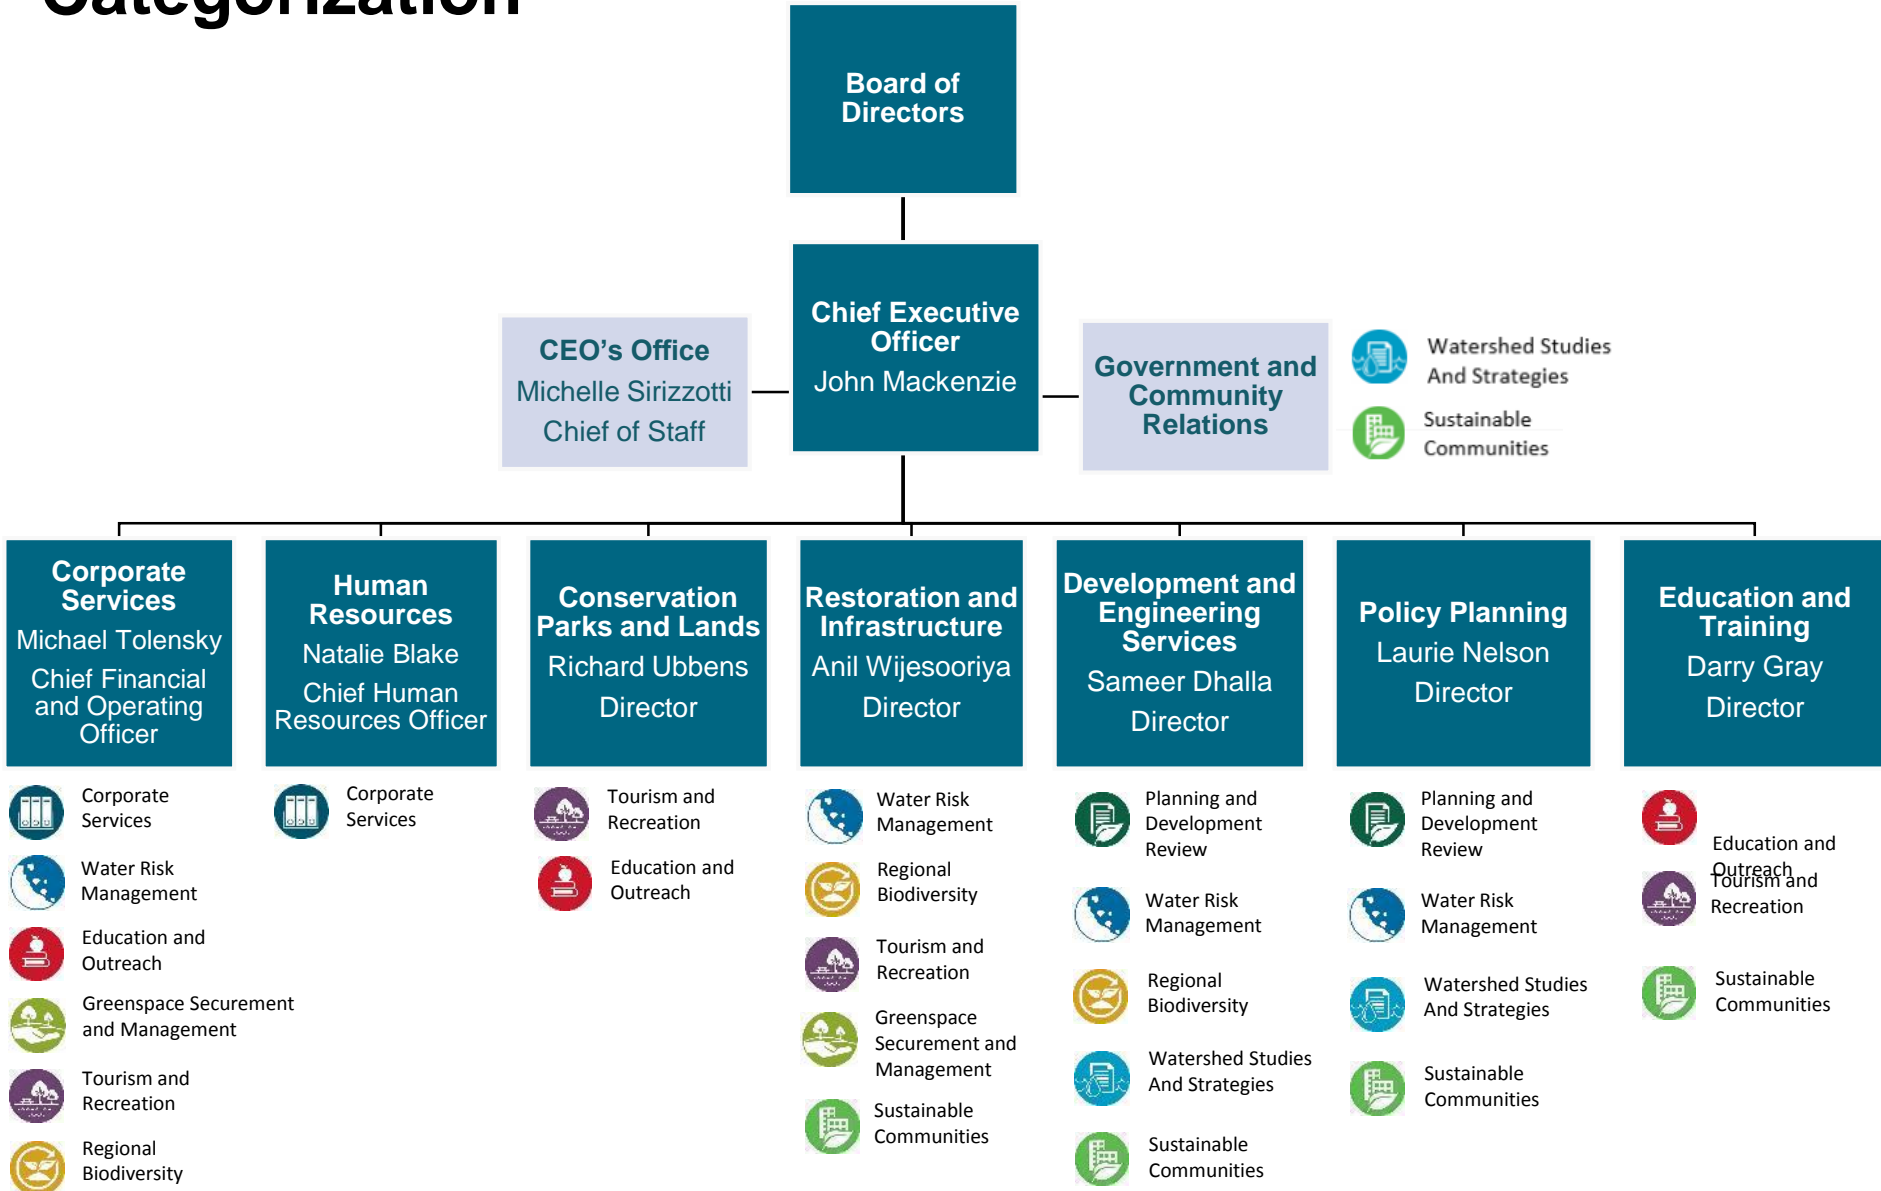 Categorization
Board of
Directors
Chief Executive
Officer
John Mackenzie
CEO’s Office
Michelle Sirizzotti
Chief of Staff
Government and
Community
Relations
Watershed Studies
And Strategies
Sustainable
Communities
Corporate
Services
Michael Tolensky
Chief Financial
and Operating
Officer
Human
Resources
Natalie Blake
Chief Human
Resources Officer
Conservation
Parks and Lands
Richard Ubbens
Director
Restoration and
Infrastructure
Anil Wijesooriya
Director
Development and
Engineering
Services
Sameer Dhalla
Director
Policy Planning
Laurie Nelson
Director
Education and
Training
Darry Gray
Director
Corporate
Services
Water Risk
Management
Education and
Outreach
Greenspace Securement
and Management
Tourism and
Recreation
Regional
Biodiversity
Corporate
Services
Tourism and
Recreation
Education and
Outreach
Water Risk
Management
Regional
Biodiversity
Tourism and
Recreation
Greenspace
Securement and
Management
Sustainable
Communities
Planning and
Development
Review
Water Risk
Management
Regional
Biodiversity
Watershed Studies
And Strategies
Sustainable
Communities
Planning and
Development
Review
Water Risk
Management
Watershed Studies
And Strategies
Sustainable
Communities
Education and
Outreach
Tourism and
Recreation
Sustainable
Communities